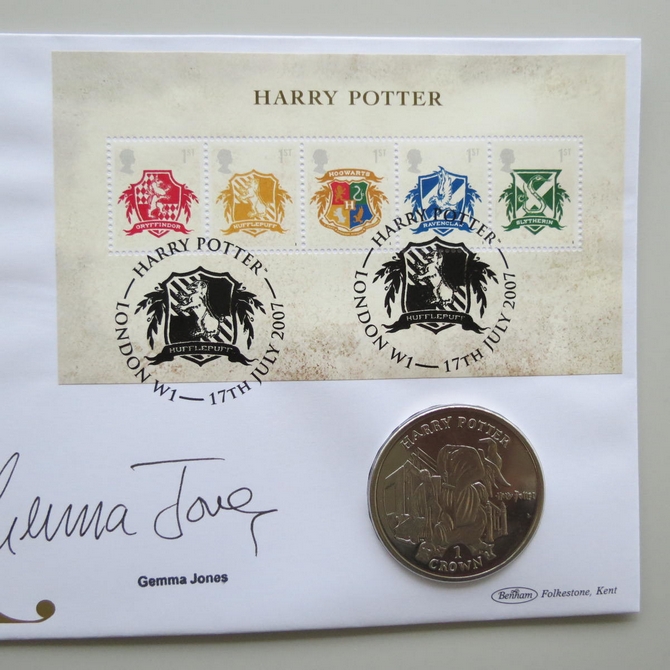 HARRY POTTER
1ST
1ST
1ST
1ST
1ST
HOGWARTS
GRYFFINDOR
HUFFLEPUFF
RAVENCLAW
SLYTHERIN
HARRY POTTER
HUFFLEPUFF
LONDON W1 — 17TH JULY 2007
HARRY POTTER
HUFFLEPUFF
LONDON W1 — 17TH JULY 2007
HARRY POTTER
1
CROWN
Gemma Jones
Gemma Jones
Benham Folkestone, Kent